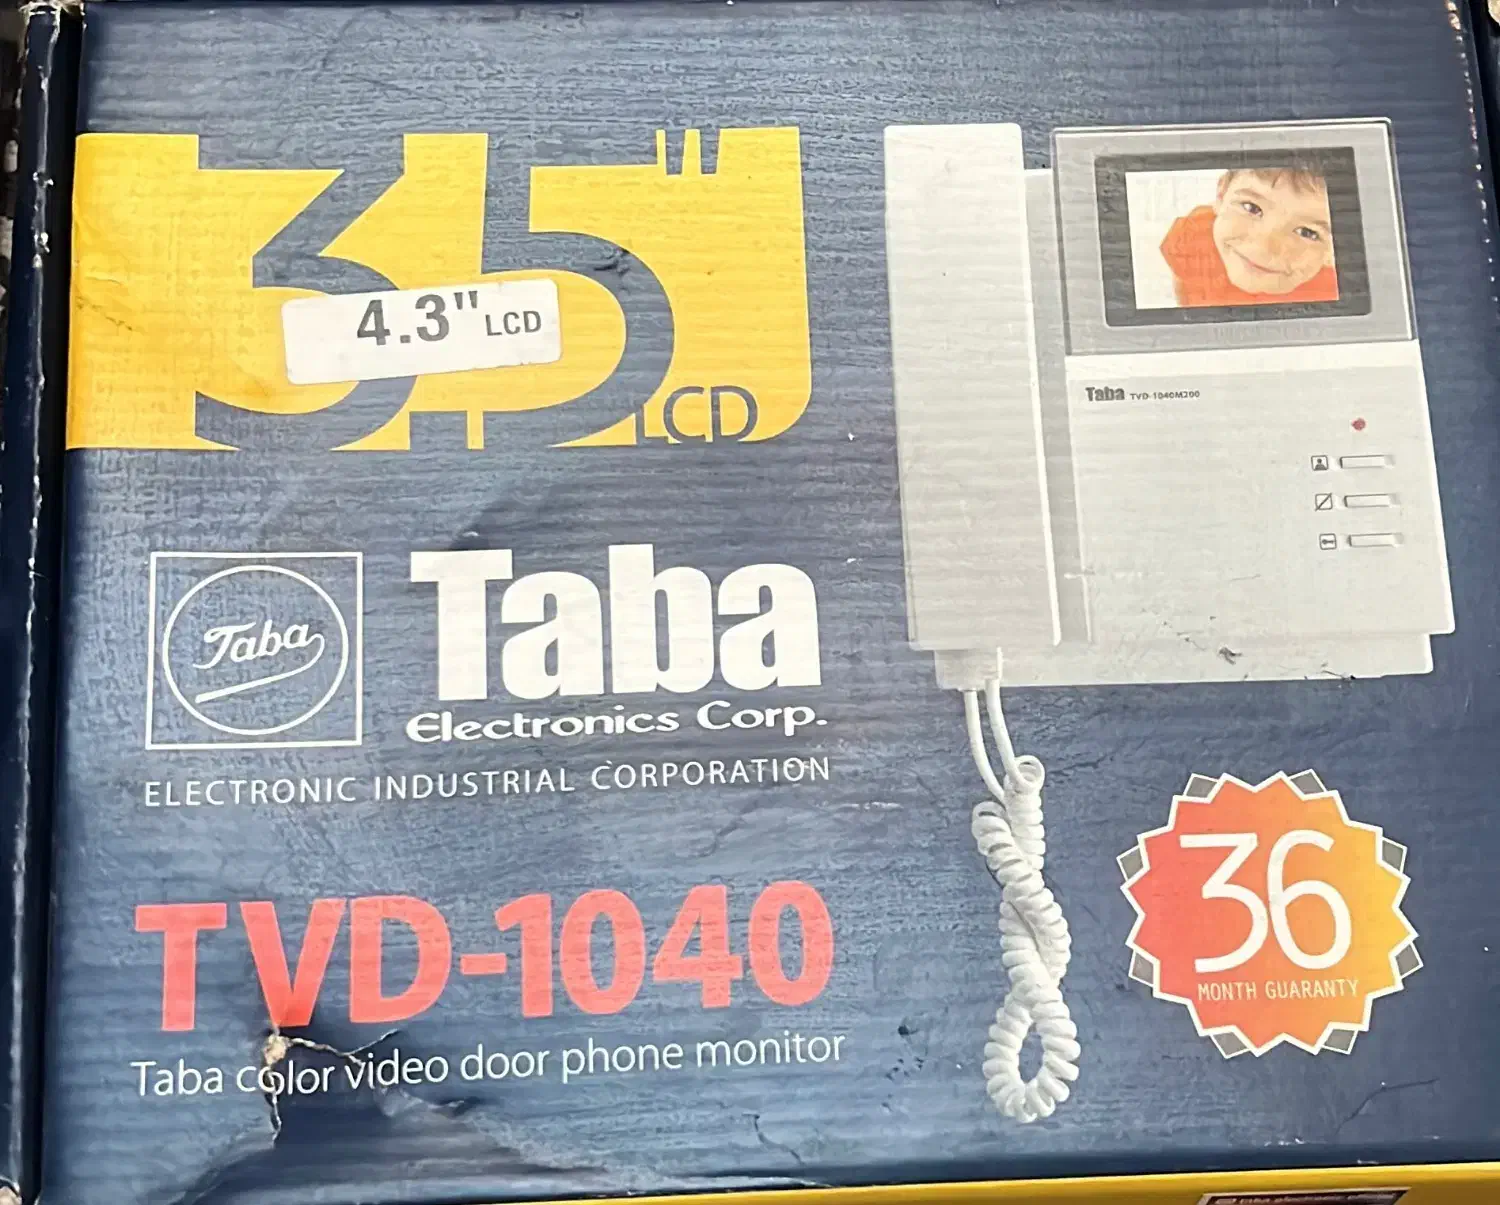 3.5"
4.3" LCD
LCD
Taba TVD-1040M200
Taba
Taba
Electronics Corp.
ELECTRONIC INDUSTRIAL CORPORATION
TVD-1040
Taba color video door phone monitor
36
MONTH GUARANTY